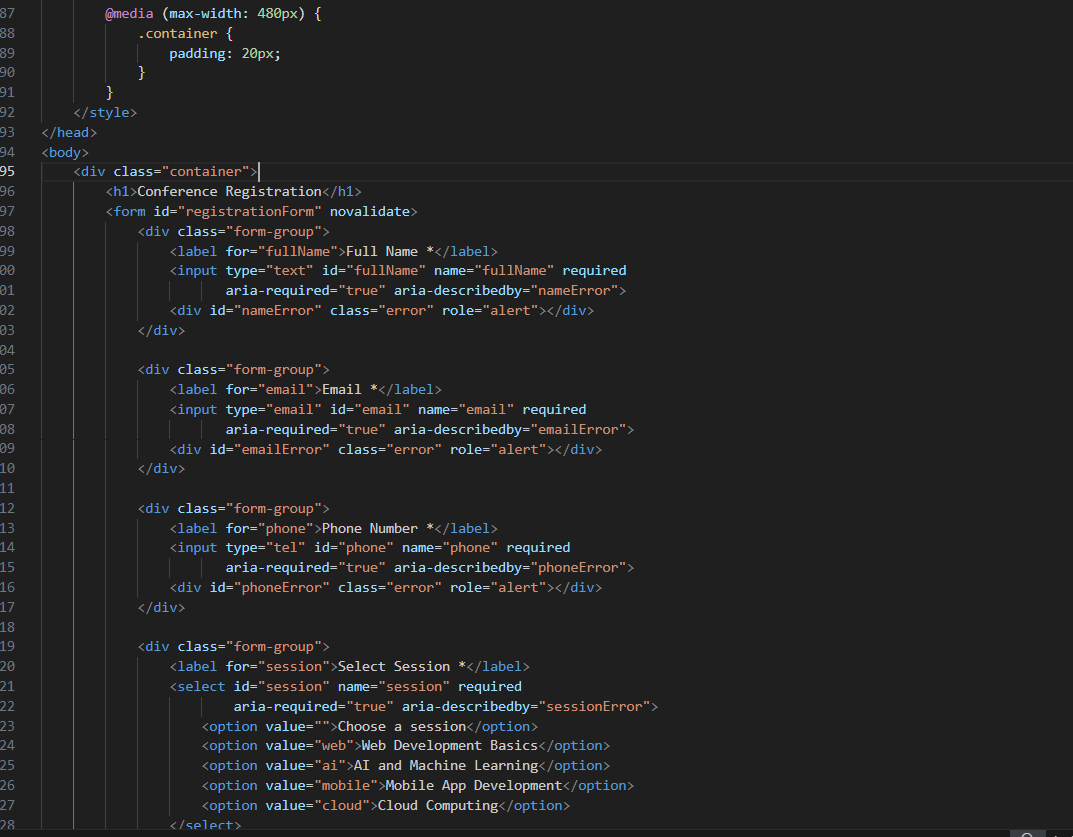 87 @media (max-width: 480px) {
88 .container {
89 padding: 20px;
90 }
91 }
92 </style>
93 </head>
94 <body>
95 <div class="container">
96 <h1>Conference Registration</h1>
97 <form id="registrationForm" novalidate>
98 <div class="form-group">
99 <label for="fullName">Full Name *</label>
00 <input type="text" id="fullName" name="fullName" required
01 aria-required="true" aria-describedby="nameError">
02 <div id="nameError" class="error" role="alert"></div>
03 </div>
04
05 <div class="form-group">
06 <label for="email">Email *</label>
07 <input type="email" id="email" name="email" required
08 aria-required="true" aria-describedby="emailError">
09 <div id="emailError" class="error" role="alert"></div>
10 </div>
11
12 <div class="form-group">
13 <label for="phone">Phone Number *</label>
14 <input type="tel" id="phone" name="phone" required
15 aria-required="true" aria-describedby="phoneError">
16 <div id="phoneError" class="error" role="alert"></div>
17 </div>
18
19 <div class="form-group">
20 <label for="session">Select Session *</label>
21 <select id="session" name="session" required
22 aria-required="true" aria-describedby="sessionError">
23 <option value="">Choose a session</option>
24 <option value="web">Web Development Basics</option>
25 <option value="ai">AI and Machine Learning</option>
26 <option value="mobile">Mobile App Development</option>
27 <option value="cloud">Cloud Computing</option>
28 </select>